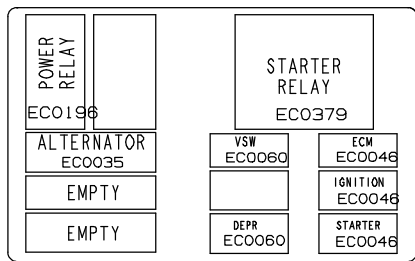 POWER
RELAY
EC0196
STARTER
RELAY
EC0379
ALTERNATOR
EC0035
VSW
EC0060
ECM
EC0046
EMPTY
IGNITION
EC0046
EMPTY
DEPR
EC0060
STARTER
EC0046